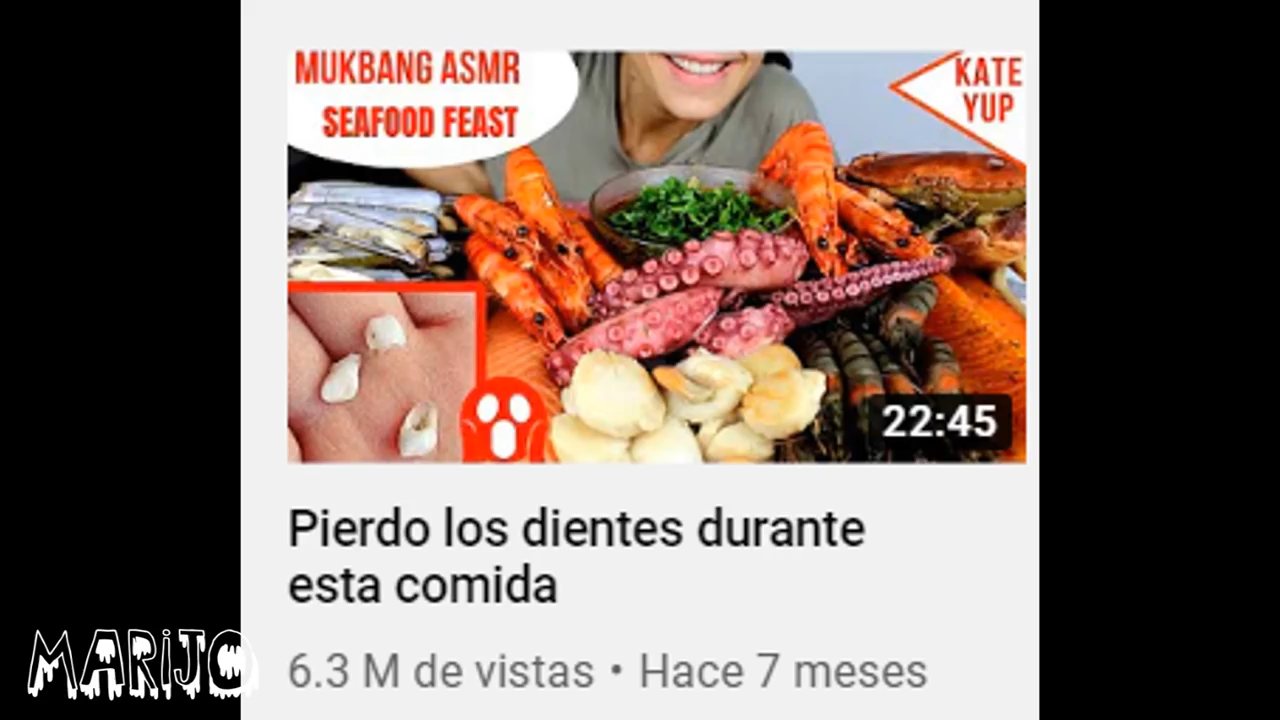 MUKBANG ASMR
SEAFOOD FEAST
KATE
YUP
22:45
Pierdo los dientes durante
esta comida
6.3 M de vistas • Hace 7 meses
MARiJO